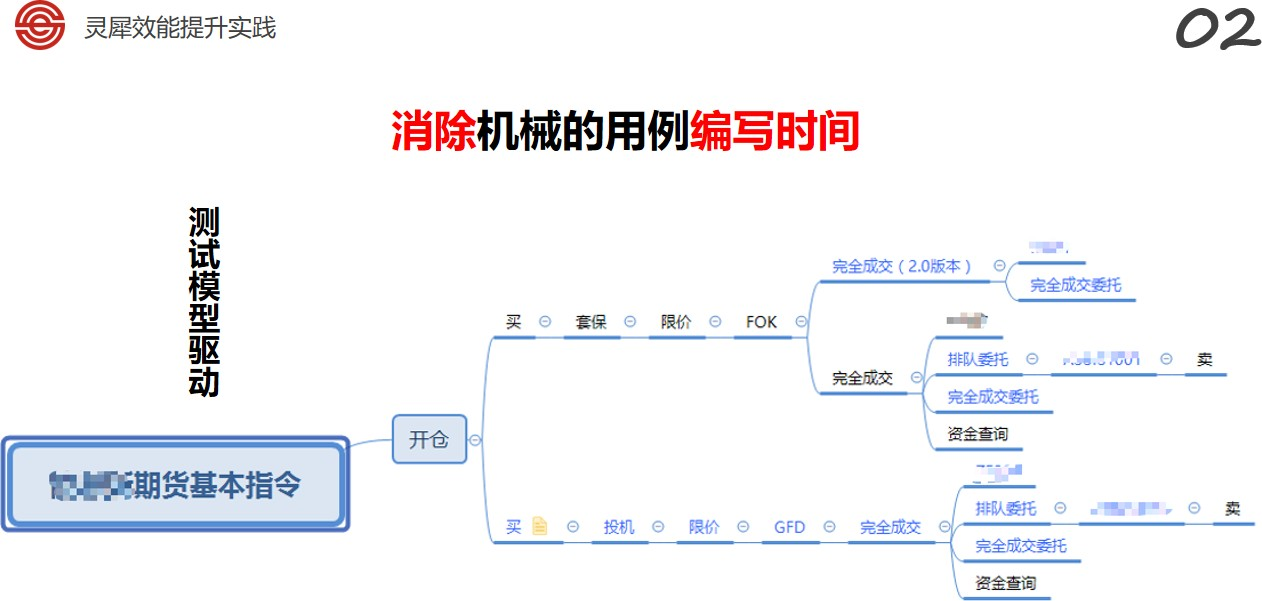 灵犀效能提升实践
02
消除机械的用例编写时间
测试模型驱动
期货基本指令
开仓
买
套保
限价
FOK
完全成交（2.0版本）
完全成交委托
完全成交
排队委托
卖
完全成交委托
资金查询
买
投机
限价
GFD
完全成交
排队委托
卖
完全成交委托
资金查询